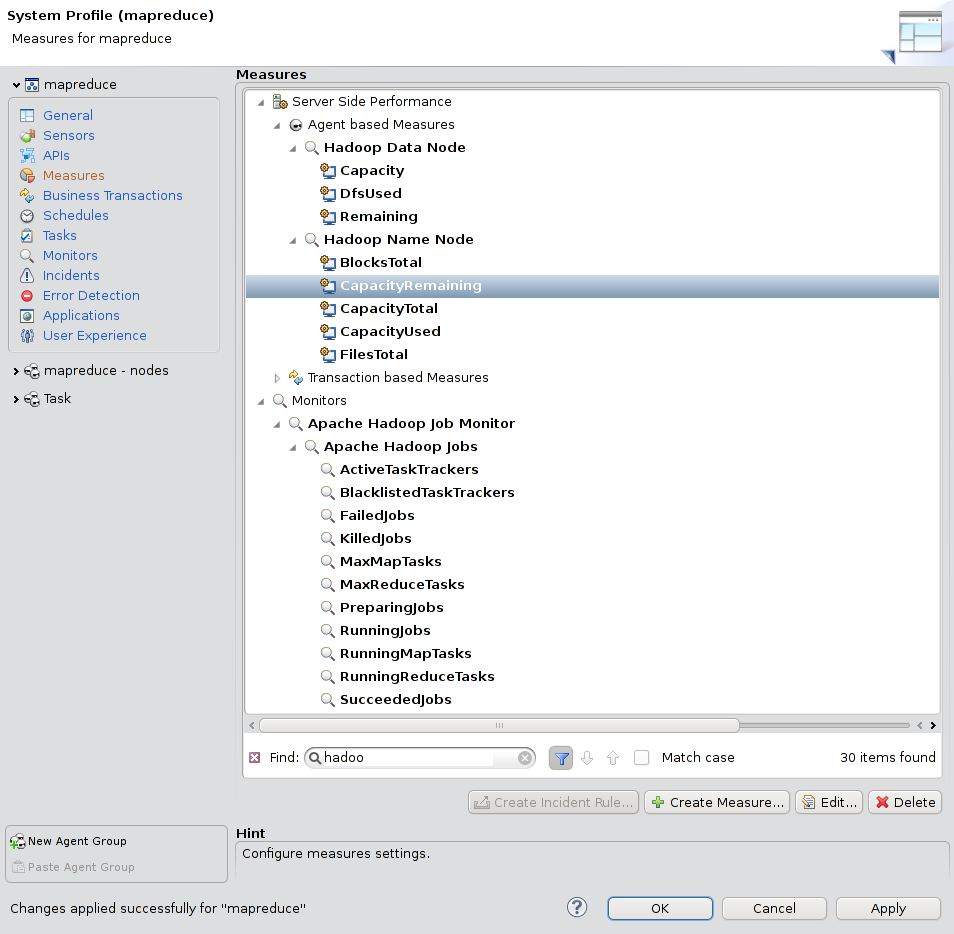 System Profile (mapreduce)
Measures for mapreduce
mapreduce
General
Sensors
APIs
Measures
Business Transactions
Schedules
Tasks
Monitors
Incidents
Error Detection
Applications
User Experience
mapreduce - nodes
Task
Measures
Server Side Performance
Agent based Measures
Hadoop Data Node
Capacity
DfsUsed
Remaining
Hadoop Name Node
BlocksTotal
CapacityRemaining
CapacityTotal
CapacityUsed
FilesTotal
Transaction based Measures
Monitors
Apache Hadoop Job Monitor
Apache Hadoop Jobs
ActiveTaskTrackers
BlacklistedTaskTrackers
FailedJobs
KilledJobs
MaxMapTasks
MaxReduceTasks
PreparingJobs
RunningJobs
RunningMapTasks
RunningReduceTasks
SucceededJobs
Find: hadoo Match case 30 items found
Create Incident Rule... Create Measure... Edit... Delete
New Agent Group
Paste Agent Group
Hint
Configure measures settings.
Changes applied successfully for "mapreduce"
? OK Cancel Apply